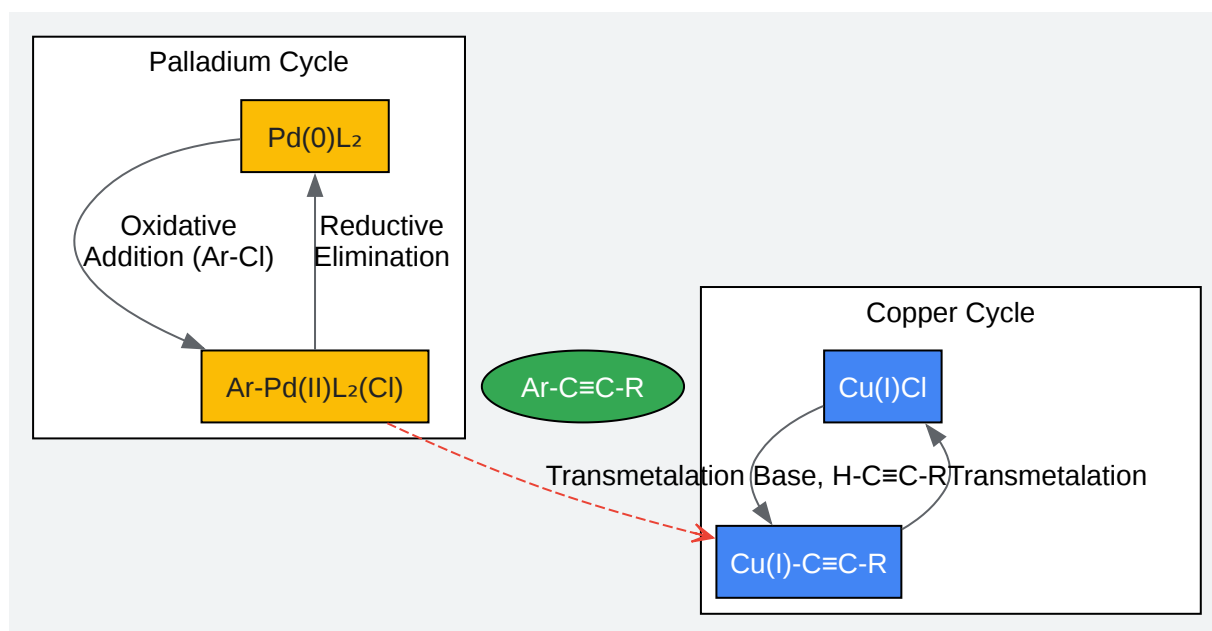 Palladium Cycle
Pd(0)L₂
Oxidative
Addition (Ar-Cl)
Reductive
Elimination
Ar-Pd(II)L₂(Cl)
Ar-C≡C-R
Copper Cycle
Cu(I)Cl
Transmetalation
Base, H-C≡C-R
Transmetalation
Cu(I)-C≡C-R